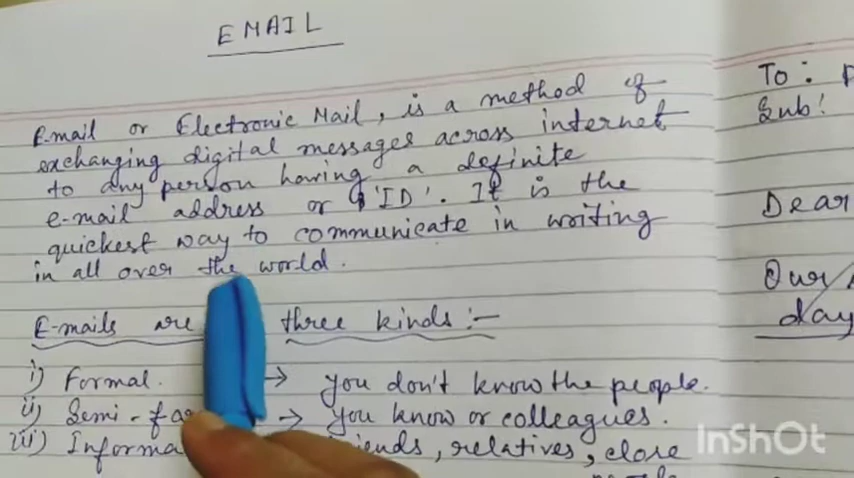 EMAIL
E-mail or Electronic Mail, is a method of
exchanging digital messages across internet
to any person having a definite
e-mail address or 'ID'. It is the
quickest way to communicate in writing
in all over the world.
E-mails are three kinds :-
i) Formal. → you don't know the people.
ii) Semi- → you know or colleagues.
iii) relatives, close
To :
Sub:
Dear
Our
day
InShOt